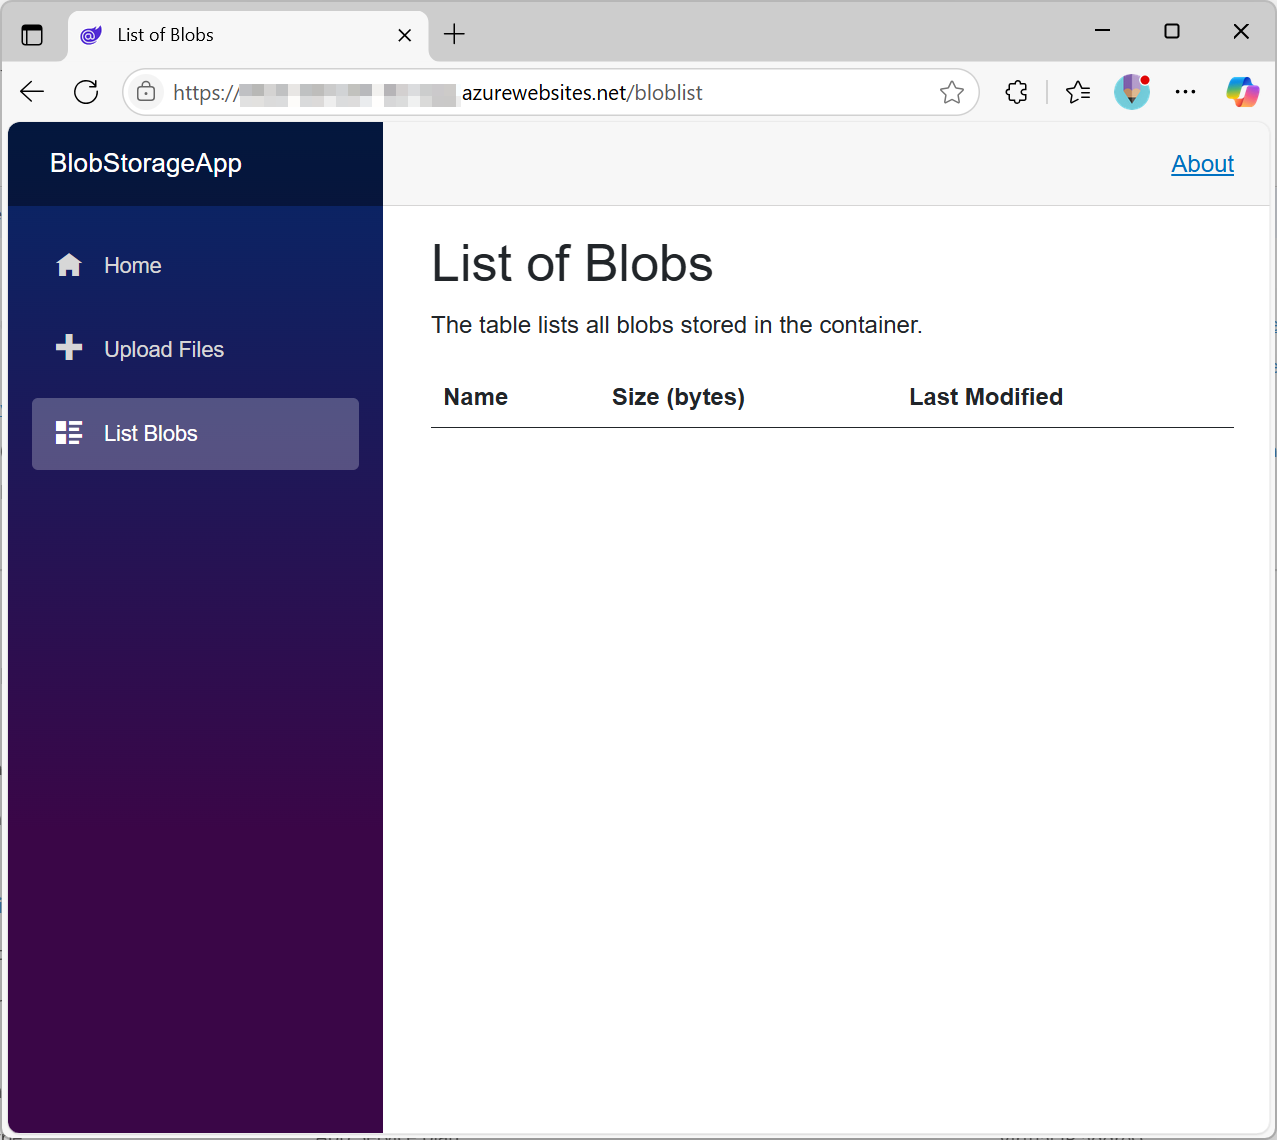 List of Blobs
https://
azurewebsites.net/bloblist
BlobStorageApp
About
Home
Upload Files
List Blobs
List of Blobs
The table lists all blobs stored in the container.
Name Size (bytes) Last Modified